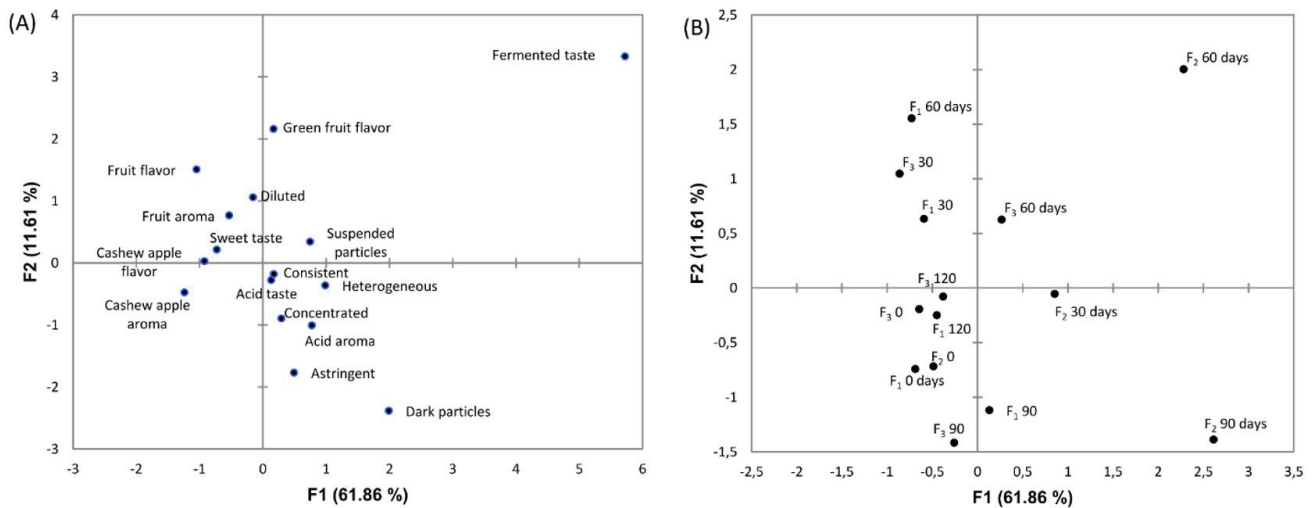 (A)
4
3
2
1
0
-1
-2
-3
F2 (11.61 %)
Fermented taste
Green fruit flavor
Fruit flavor
Diluted
Fruit aroma
Sweet taste
Suspended
particles
Cashew apple
flavor
Consistent
Heterogeneous
Acid taste
Cashew apple
aroma
Concentrated
Acid aroma
Astringent
Dark particles
-3 -2 -1 0 1 2 3 4 5 6
F1 (61.86 %)
(B)
2,5
2
1,5
1
0,5
0
-0,5
-1
-1,5
F2 (11.61 %)
F2 60 days
F1 60 days
F3 30
F1 30
F3 60 days
F3 120
F3 0
F1 120
F2 30 days
F2 0
F1 0 days
F1 90
F3 90
F2 90 days
-2 -1,5 -1 -0,5 0 0,5 1 1,5 2 2,5 3 3,5
F1 (61.86 %)